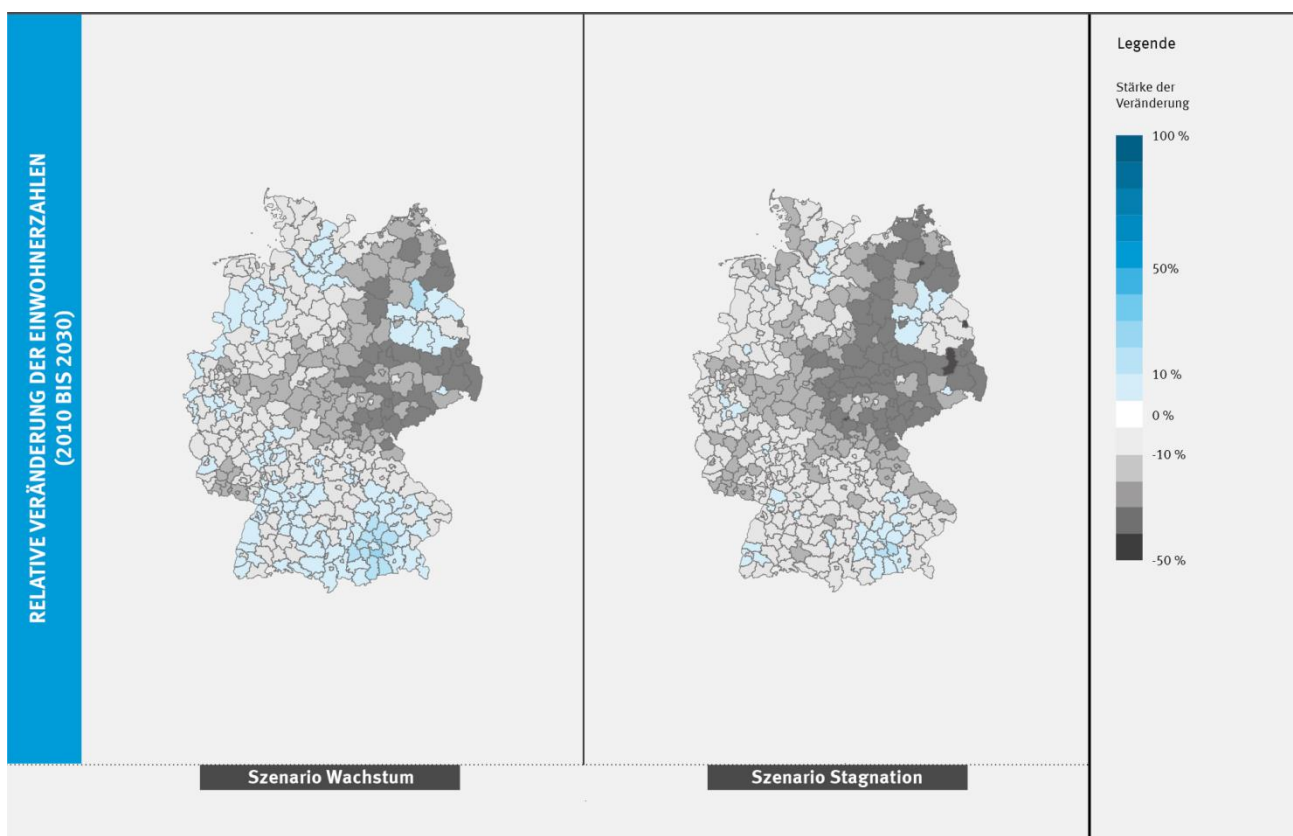 RELATIVE VERÄNDERUNG DER EINWOHNERZAHLEN
(2010 BIS 2030)
Szenario Wachstum
Szenario Stagnation
Legende
Stärke der
Veränderung
100 %
50%
10 %
0 %
-10 %
-50 %